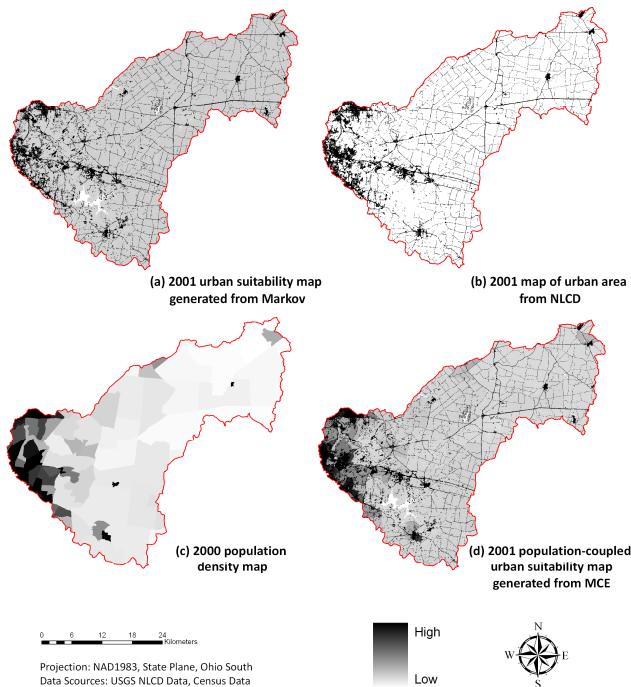 (a) 2001 urban suitability map
generated from Markov
(b) 2001 map of urban area
from NLCD
(c) 2000 population
density map
(d) 2001 population-coupled
urban suitability map
generated from MCE
0 3 6 12 18 24
Kilometers
Projection: NAD1983, State Plane, Ohio South
Data Scources: USGS NLCD Data, Census Data
High
Low
N
W E
S